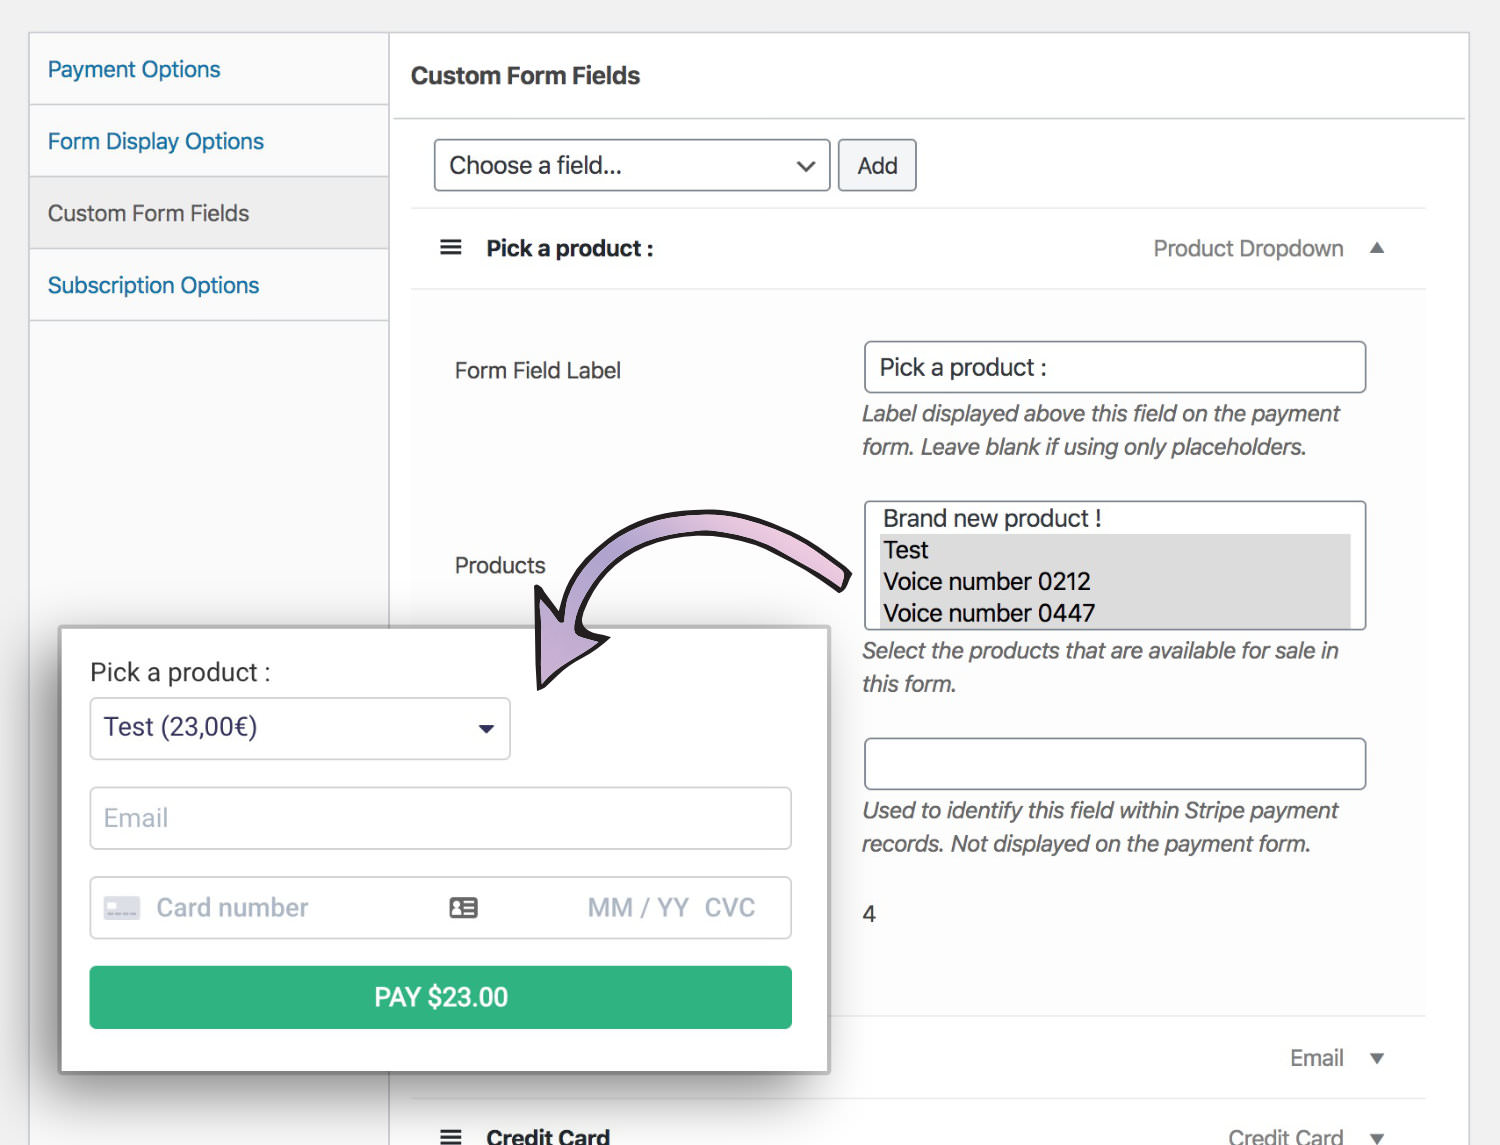 Payment Options
Form Display Options
Custom Form Fields
Subscription Options
Custom Form Fields
Choose a field...
Add
Pick a product :
Product Dropdown
Form Field Label
Pick a product :
Label displayed above this field on the payment
form. Leave blank if using only placeholders.
Products
Brand new product !
Test
Voice number 0212
Voice number 0447
Select the products that are available for sale in
this form.
Used to identify this field within Stripe payment
records. Not displayed on the payment form.
4
Email
Credit Card
Credit Card
Pick a product :
Test (23,00€)
Email
Card number
MM / YY CVC
PAY $23.00